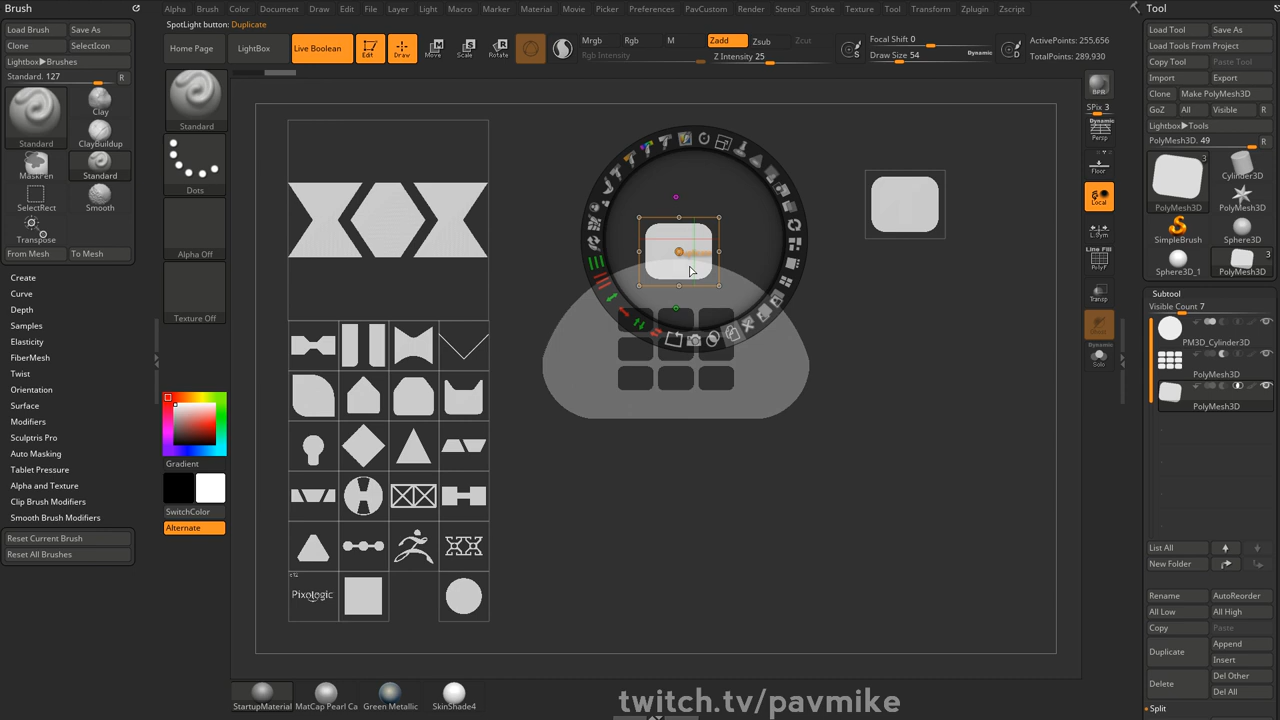 Brush
Alpha Brush Color Document Draw Edit File Layer Light Macro Marker Material Movie Picker Preferences PavCustom Render Stencil Stroke Texture Tool Transform Zplugin Zscript
Tool
SpotLight button: Duplicate
Load Brush Save As
Clone SelectIcon
Lightbox▶Brushes
Standard. 127 R
Home Page LightBox Live Boolean Edit Draw Move Scale Rotate
Mrgb Rgb M Zadd Zsub Zcut
Rgb Intensity Z Intensity 25
S Focal Shift 0
Draw Size 54 Dynamic
D ActivePoints: 255,656
TotalPoints: 289,930
Load Tool Save As
Load Tools From Project
Copy Tool Paste Tool
Import Export
Clone Make PolyMesh3D
GoZ All Visible R
Lightbox▶Tools
PolyMesh3D. 49 R
Standard
Clay
ClayBuildup
MaskPen
Standard
SelectRect
Smooth
Transpose
From Mesh To Mesh
Standard
Dots
Alpha Off
Texture Off
Gradient
SwitchColor
Alternate
Create
Curve
Depth
Samples
Elasticity
FiberMesh
Twist
Orientation
Surface
Modifiers
Sculptris Pro
Auto Masking
Tablet Pressure
Alpha and Texture
Clip Brush Modifiers
Smooth Brush Modifiers
Reset Current Brush
Reset All Brushes
Pixologic
BPR
SPix 3
Dynamic
Persp
Floor
Local
L.Sym
Line Fill
PolyF
Transp
Dynamic
Solo
3
PolyMesh3D
Cylinder3D
PolyMesh3D
SimpleBrush
Sphere3D
Sphere3D_1
3
PolyMesh3D
Subtool
Visible Count 7
PM3D_Cylinder3D
PolyMesh3D
PolyMesh3D
List All
New Folder
Rename AutoReorder
All Low All High
Copy Paste
Duplicate Append
Insert
Delete Del Other
Del All
Split
StartupMaterial MatCap Pearl Ca Green Metallic SkinShade4
twitch.tv/pavmike